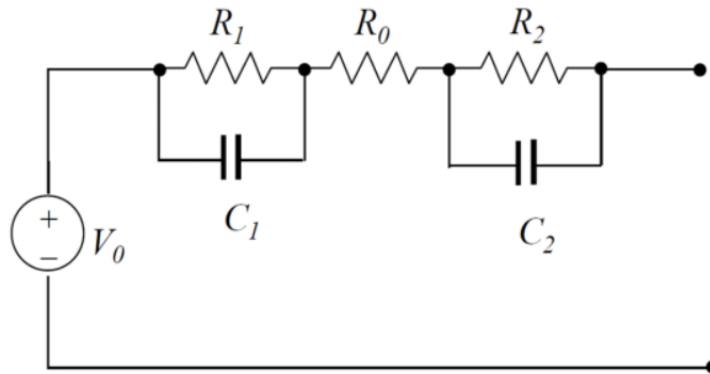 R₁ R₀ R₂
C₁
C₂
+
V₀
−